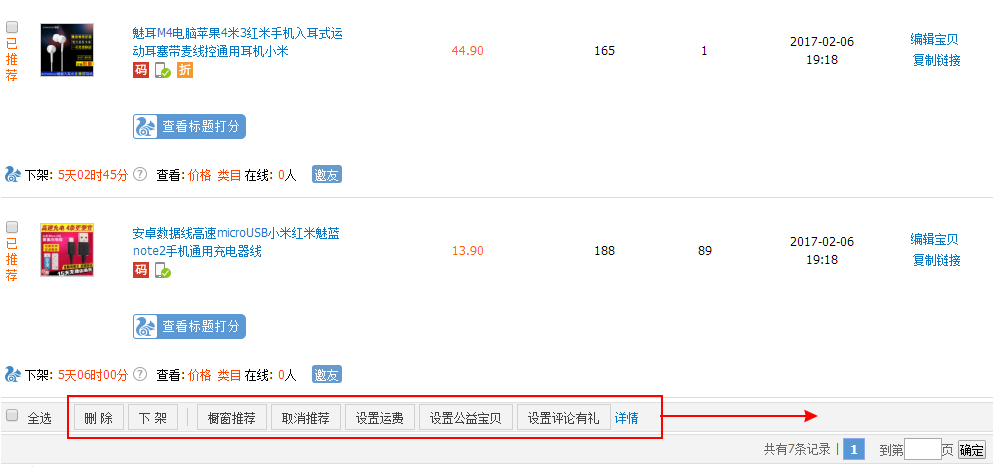 魅耳M4电脑苹果4米3红米手机入耳式运
动耳塞带麦线控通用耳机小米
码 折
已推荐
44.90 165 1
2017-02-06
19:18
编辑宝贝
复制链接
查看标题打分
下架: 5天02时45分 ? 查看: 价格 类目 在线: 0人 邀友
高速充电 4条更划算
安卓数据线高速microUSB小米红米魅蓝
note2手机通用充电器线
码
已推荐
13.90 188 89
2017-02-06
19:18
编辑宝贝
复制链接
查看标题打分
下架: 5天06时00分 ? 查看: 价格 类目 在线: 0人 邀友
全选 删 除 下 架 橱窗推荐 取消推荐 设置运费 设置公益宝贝 设置评论有礼 详情
共有7条记录 1 到第 页 确定